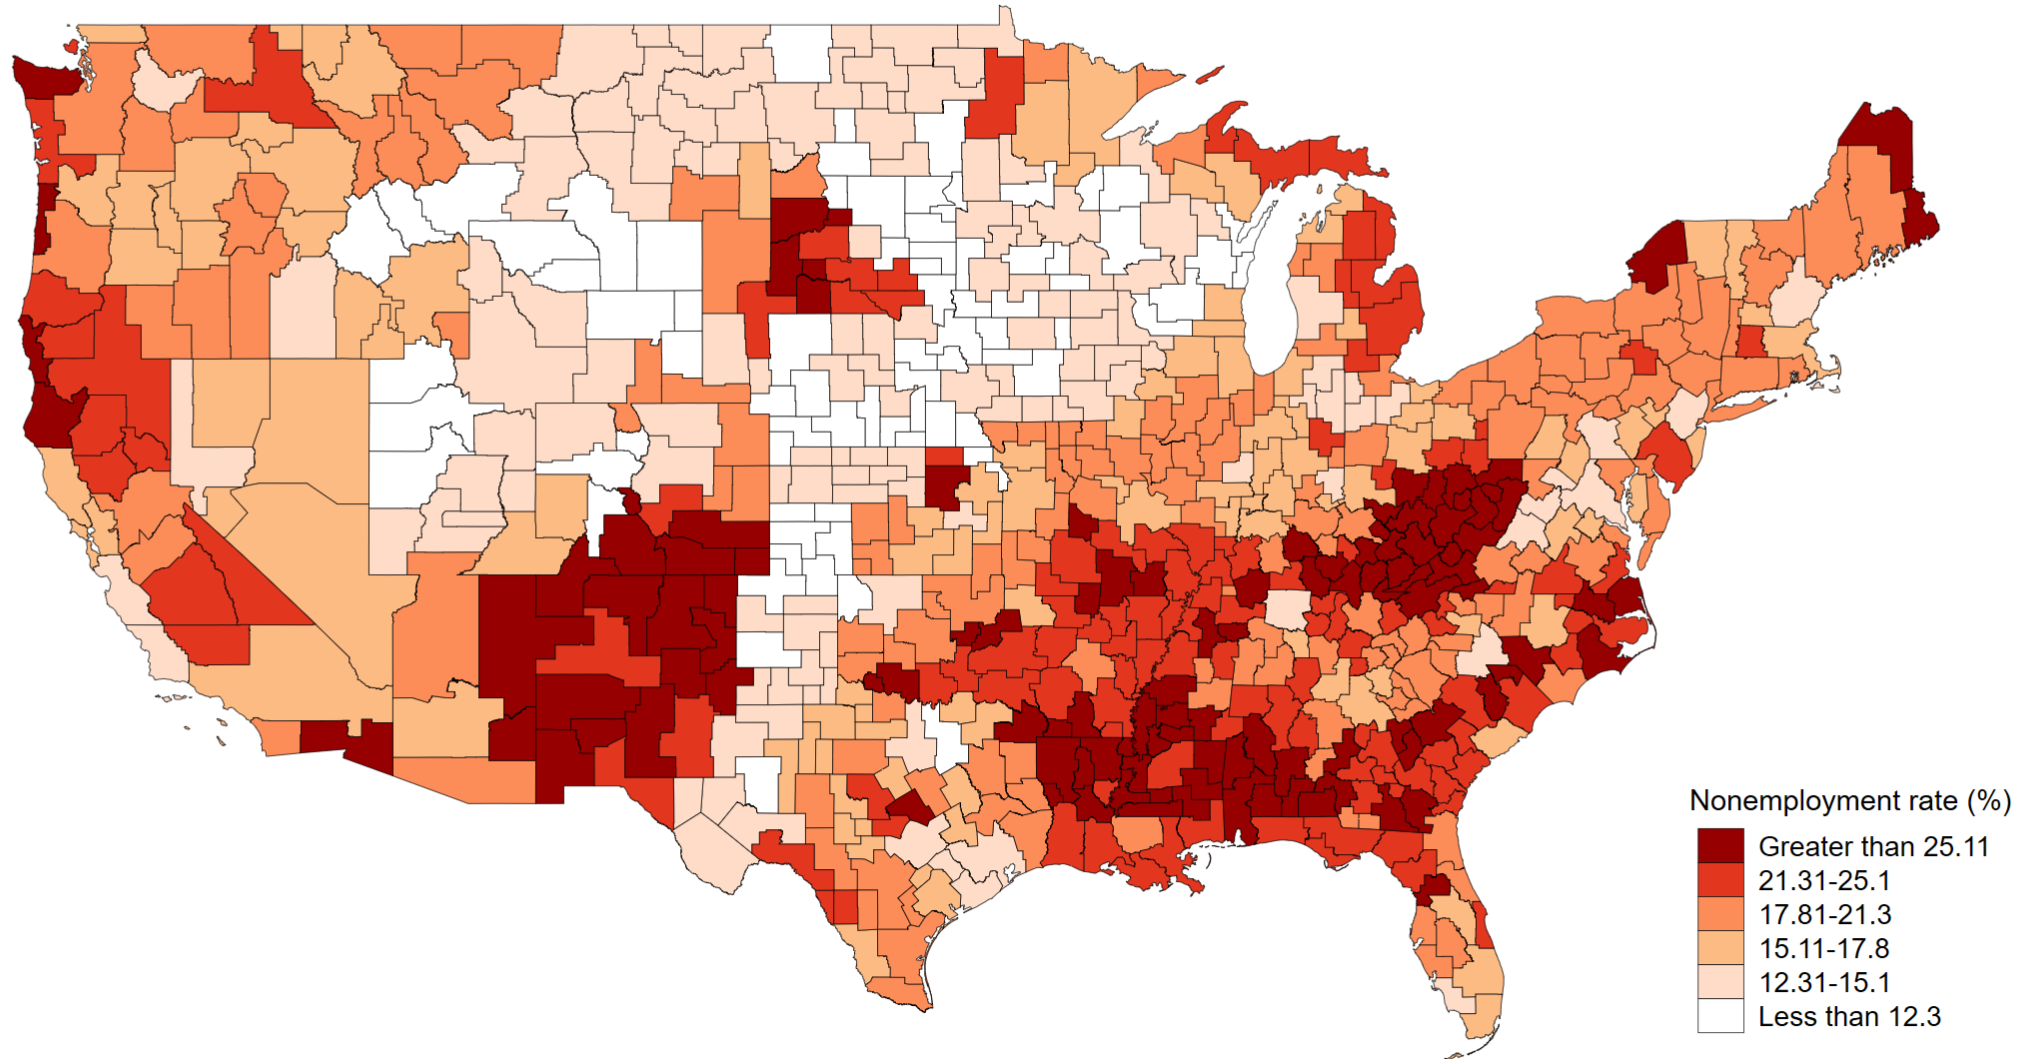 Nonemployment rate (%)
Greater than 25.11
21.31-25.1
17.81-21.3
15.11-17.8
12.31-15.1
Less than 12.3